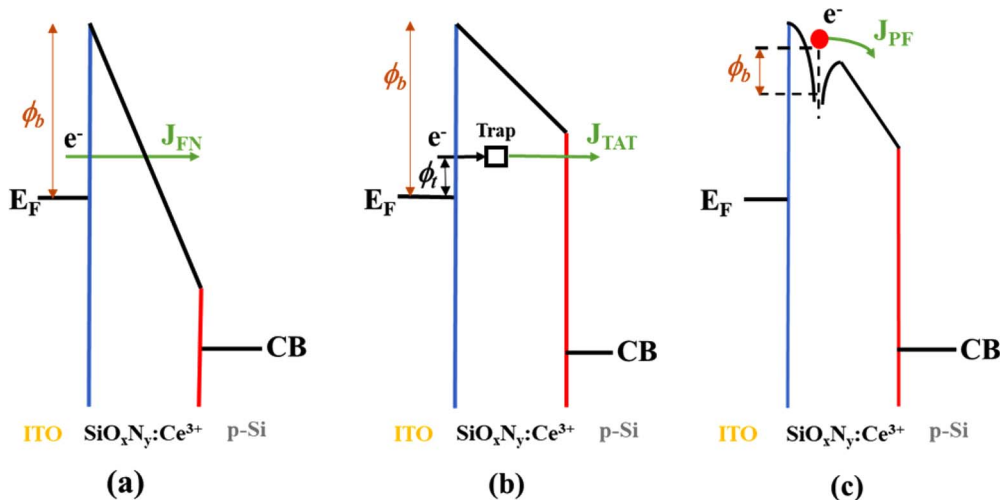 ϕb
e-
JFN
EF
CB
ITO SiOxNy:Ce3+ p-Si
(a)
ϕb
e-
Trap
JTAT
ϕt
EF
CB
ITO SiOxNy:Ce3+ p-Si
(b)
e-
JPF
ϕb
EF
CB
ITO SiOxNy:Ce3+ p-Si
(c)